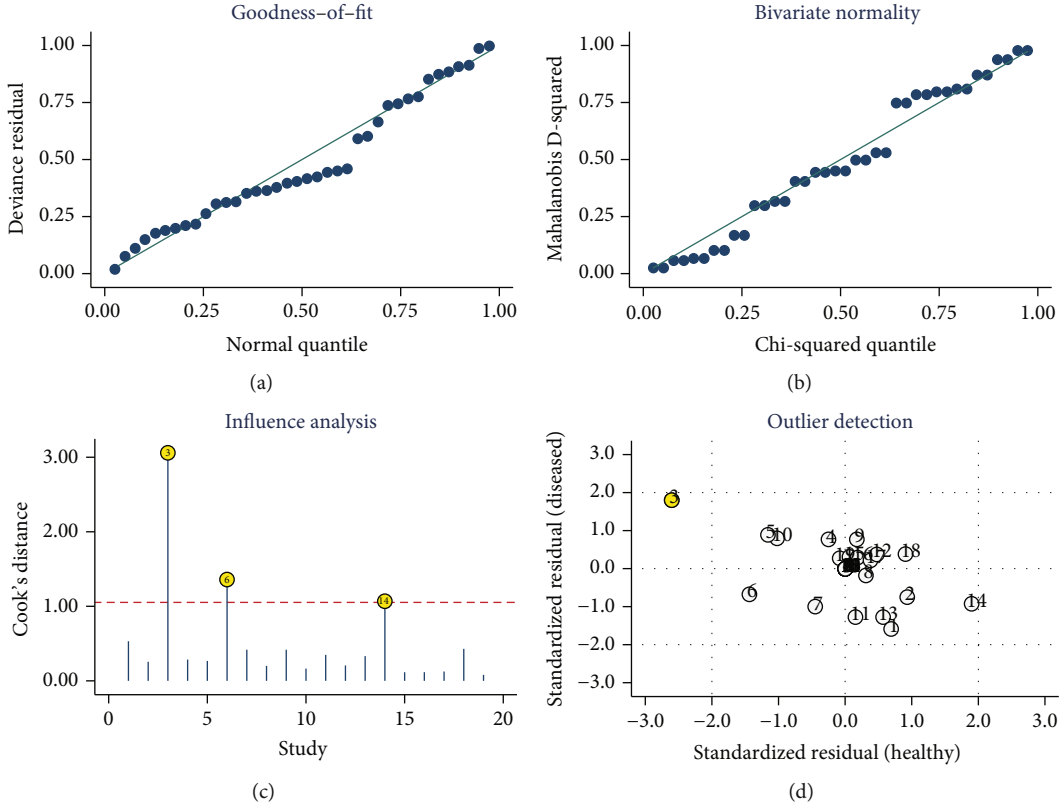 Goodness–of–fit
Deviance residual
1.00
0.75
0.50
0.25
0.00
0.00 0.25 0.50 0.75 1.00
Normal quantile
(a)
Bivariate normality
Mahalanobis D-squared
1.00
0.75
0.50
0.25
0.00
0.00 0.25 0.50 0.75 1.00
Chi-squared quantile
(b)
Influence analysis
Cook's distance
3.00
2.00
1.00
0.00
3
6
14
0 5 10 15 20
Study
(c)
Outlier detection
Standardized residual (diseased)
3.0
2.0
1.0
0.0
−1.0
−2.0
−3.0
3
5
10
4
9
12
18
8
6
7
2
14
11
13
1
−3.0 −2.0 −1.0 0.0 1.0 2.0 3.0
Standardized residual (healthy)
(d)